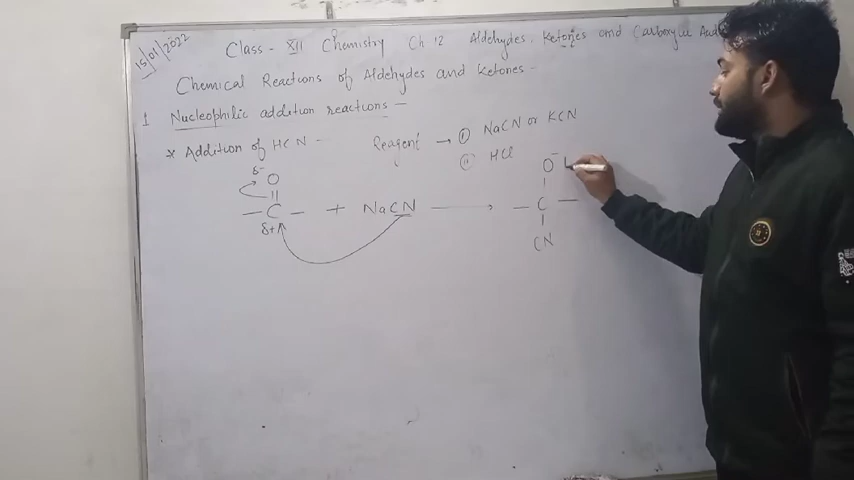 15/01/2022
Class - XII Chemistry Ch 12 Aldehydes, Ketones and Carboxylic
Chemical Reactions of Aldehydes and Ketones -
1 Nucleophilic addition reactions -
* Addition of HCN - Reagent → (i) NaCN or KCN
(ii) HCl
δ-
O O-
|| |
- C - + NaCN → - C -
δ+ |
CN